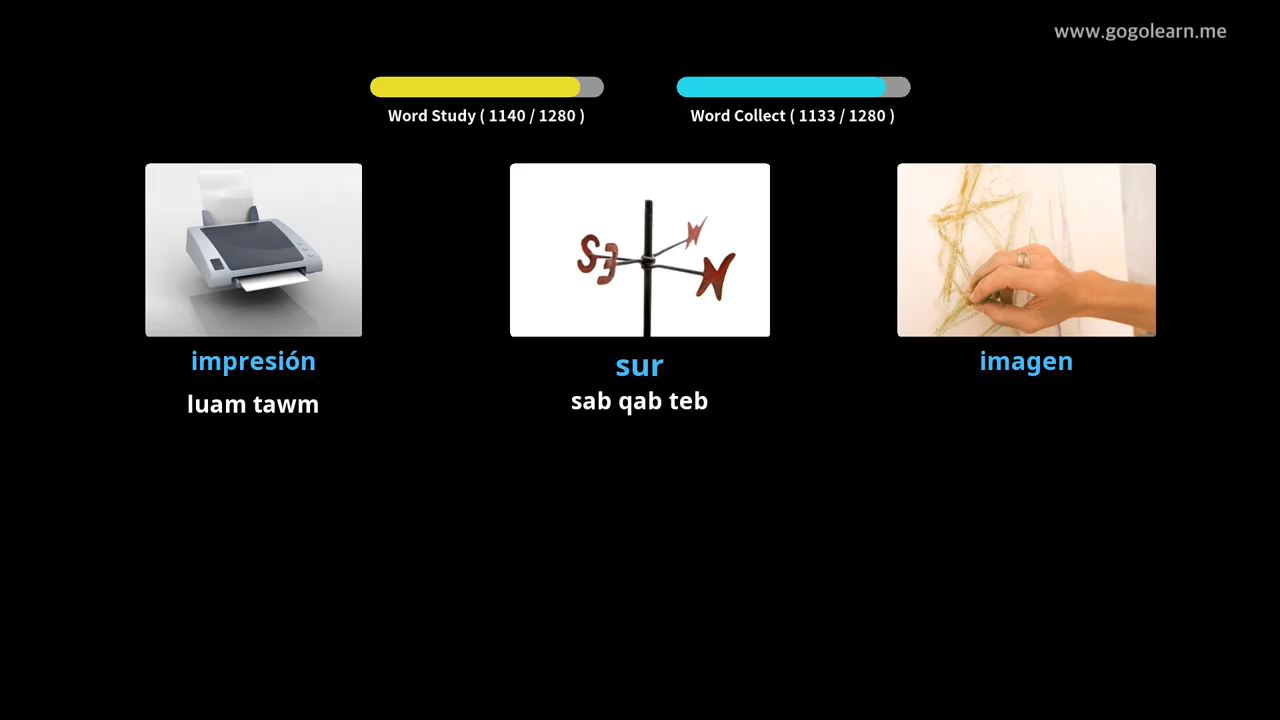 www.gogolearn.me
Word Study ( 1140 / 1280 )
Word Collect ( 1133 / 1280 )
S E N W
impresión
luam tawm
sur
sab qab teb
imagen